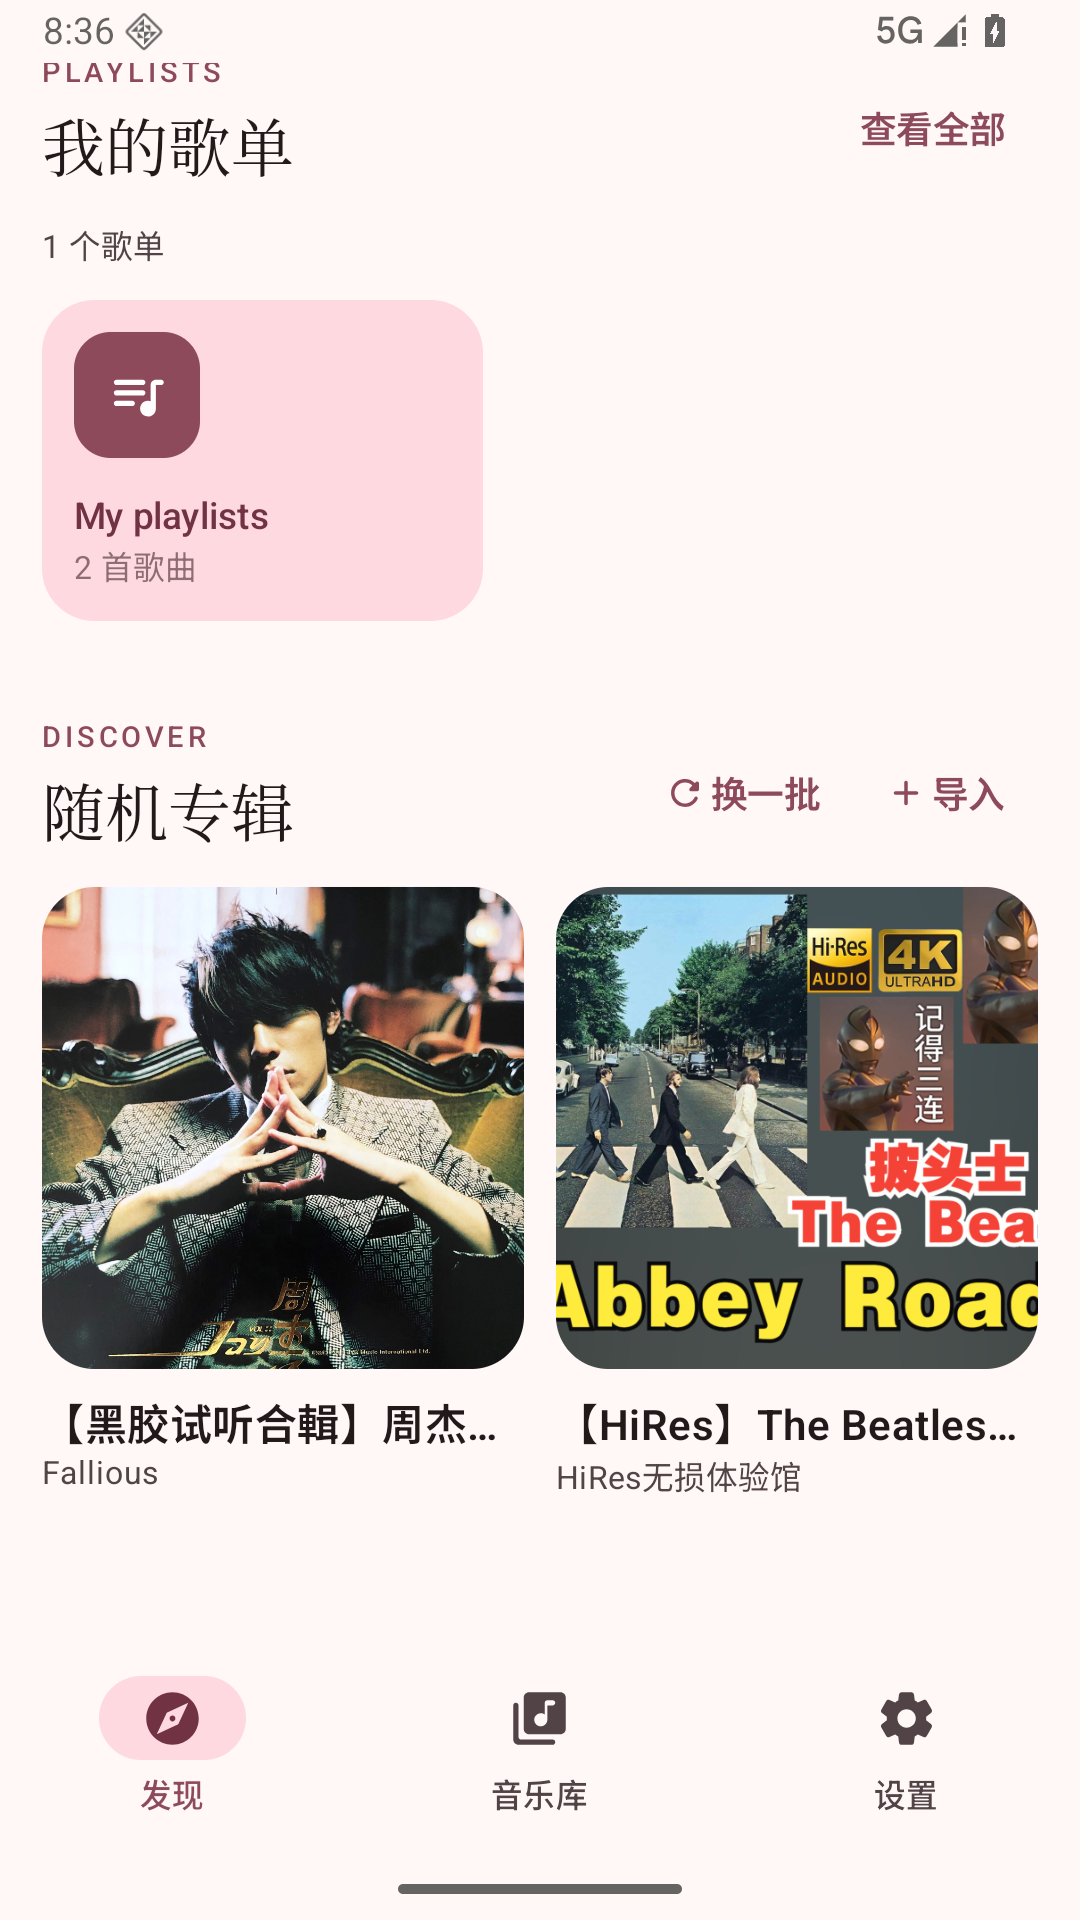 8:36
5G
PLAYLISTS
我的歌单
查看全部
1 个歌单
My playlists
2 首歌曲
DISCOVER
随机专辑
换一批
导入
Hi-Res
AUDIO
4K
ULTRAHD
记得三连
披头士
The Bea
Abbey Road
周杰
Jay
【黑胶试听合輯】周杰…
Fallious
【HiRes】The Beatles…
HiRes无损体验馆
发现
音乐库
设置